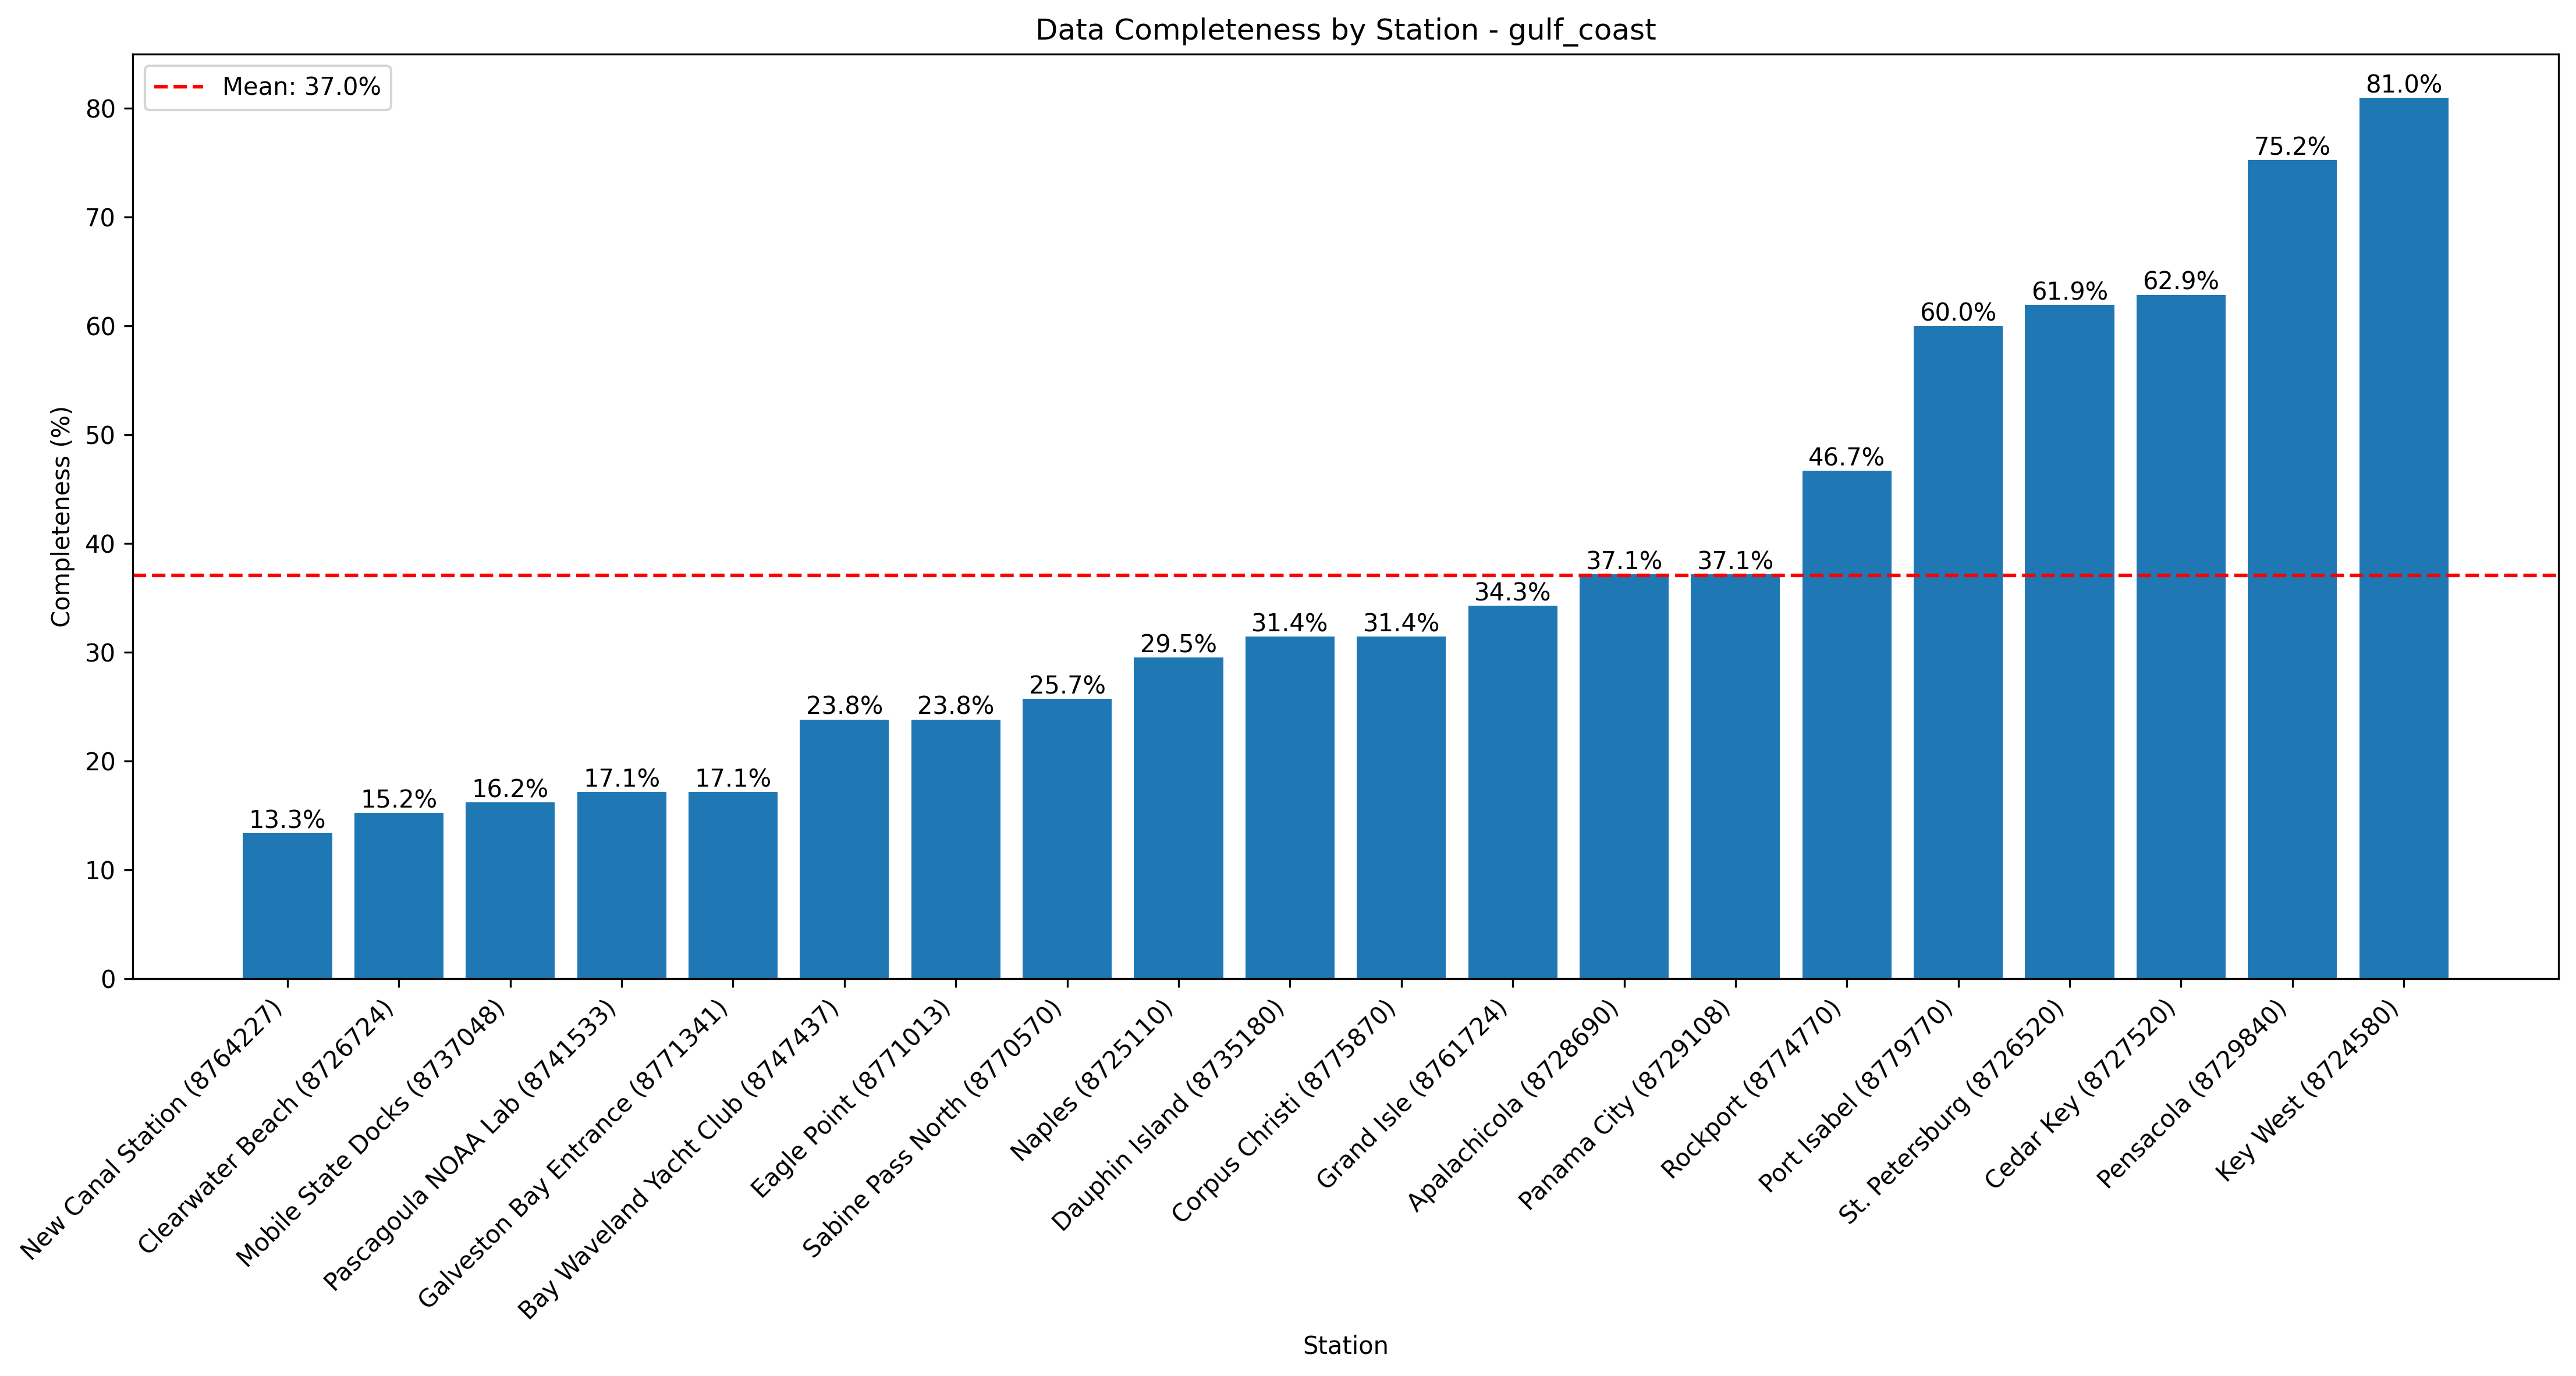 Data Completeness by Station - gulf_coast
Mean: 37.0%
Completeness (%)
80
70
60
50
40
30
20
10
0
13.3%
15.2%
16.2%
17.1%
17.1%
23.8%
23.8%
25.7%
29.5%
31.4%
31.4%
34.3%
37.1%
37.1%
46.7%
60.0%
61.9%
62.9%
75.2%
81.0%
New Canal Station (8764227)
Clearwater Beach (8726724)
Mobile State Docks (8737048)
Pascagoula NOAA Lab (8741533)
Galveston Bay Entrance (8771341)
Bay Waveland Yacht Club (8747437)
Eagle Point (8771013)
Sabine Pass North (8770570)
Naples (8725110)
Dauphin Island (8735180)
Corpus Christi (8775870)
Grand Isle (8761724)
Apalachicola (8728690)
Panama City (8729108)
Rockport (8774770)
Port Isabel (8779770)
St. Petersburg (8726520)
Cedar Key (8727520)
Pensacola (8729840)
Key West (8724580)
Station